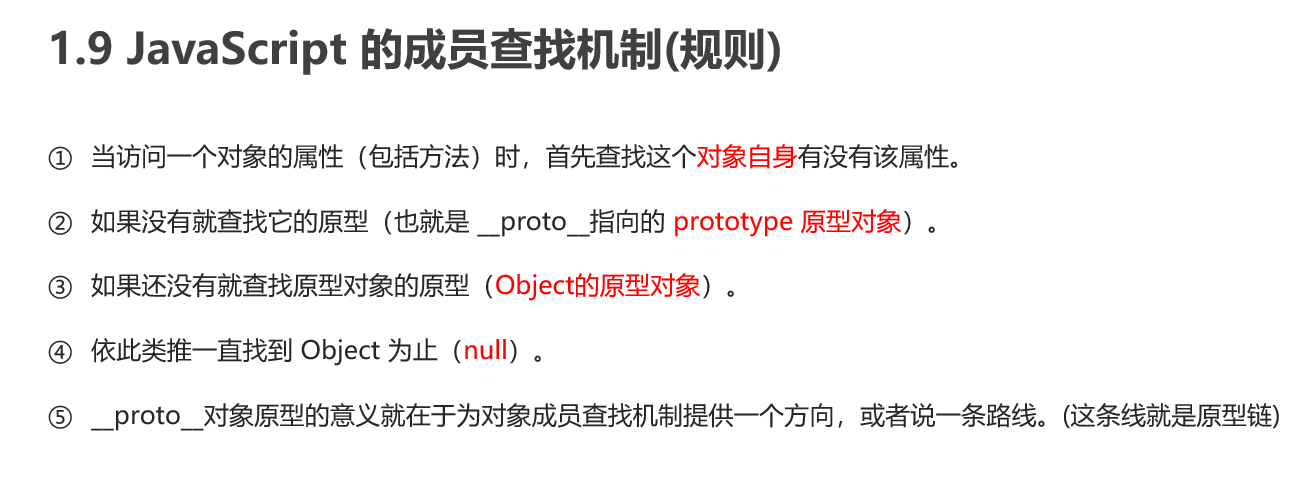 1.9 JavaScript 的成员查找机制(规则)
① 当访问一个对象的属性（包括方法）时，首先查找这个对象自身有没有该属性。
② 如果没有就查找它的原型（也就是 __proto__指向的 prototype 原型对象）。
③ 如果还没有就查找原型对象的原型（Object的原型对象）。
④ 依此类推一直找到 Object 为止（null）。
⑤ __proto__对象原型的意义就在于为对象成员查找机制提供一个方向，或者说一条路线。(这条线就是原型链)